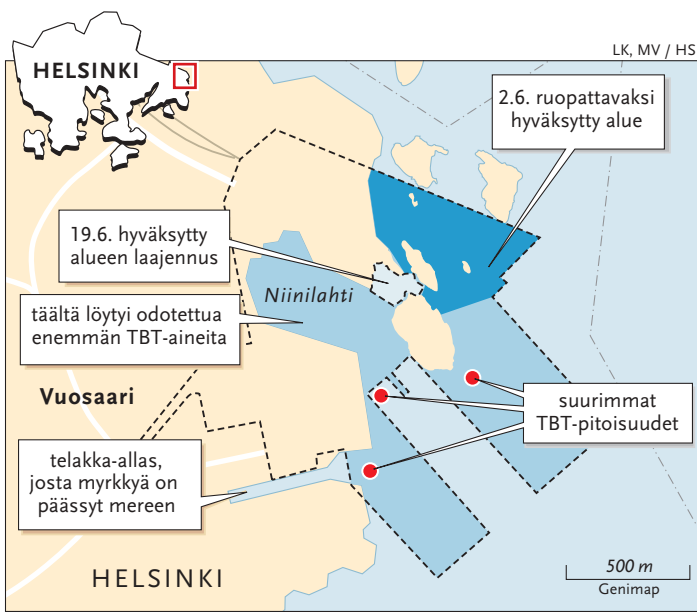 LK, MV / HS
HELSINKI
2.6. ruopattavaksi
hyväksytty alue
19.6. hyväksytty
alueen laajennus
Niinilahti
täältä löytyi odotettua
enemmän TBT-aineita
Vuosaari
suurimmat
TBT-pitoisuudet
telakka-allas,
josta myrkkyä on
päässyt mereen
HELSINKI
500 m
Genimap